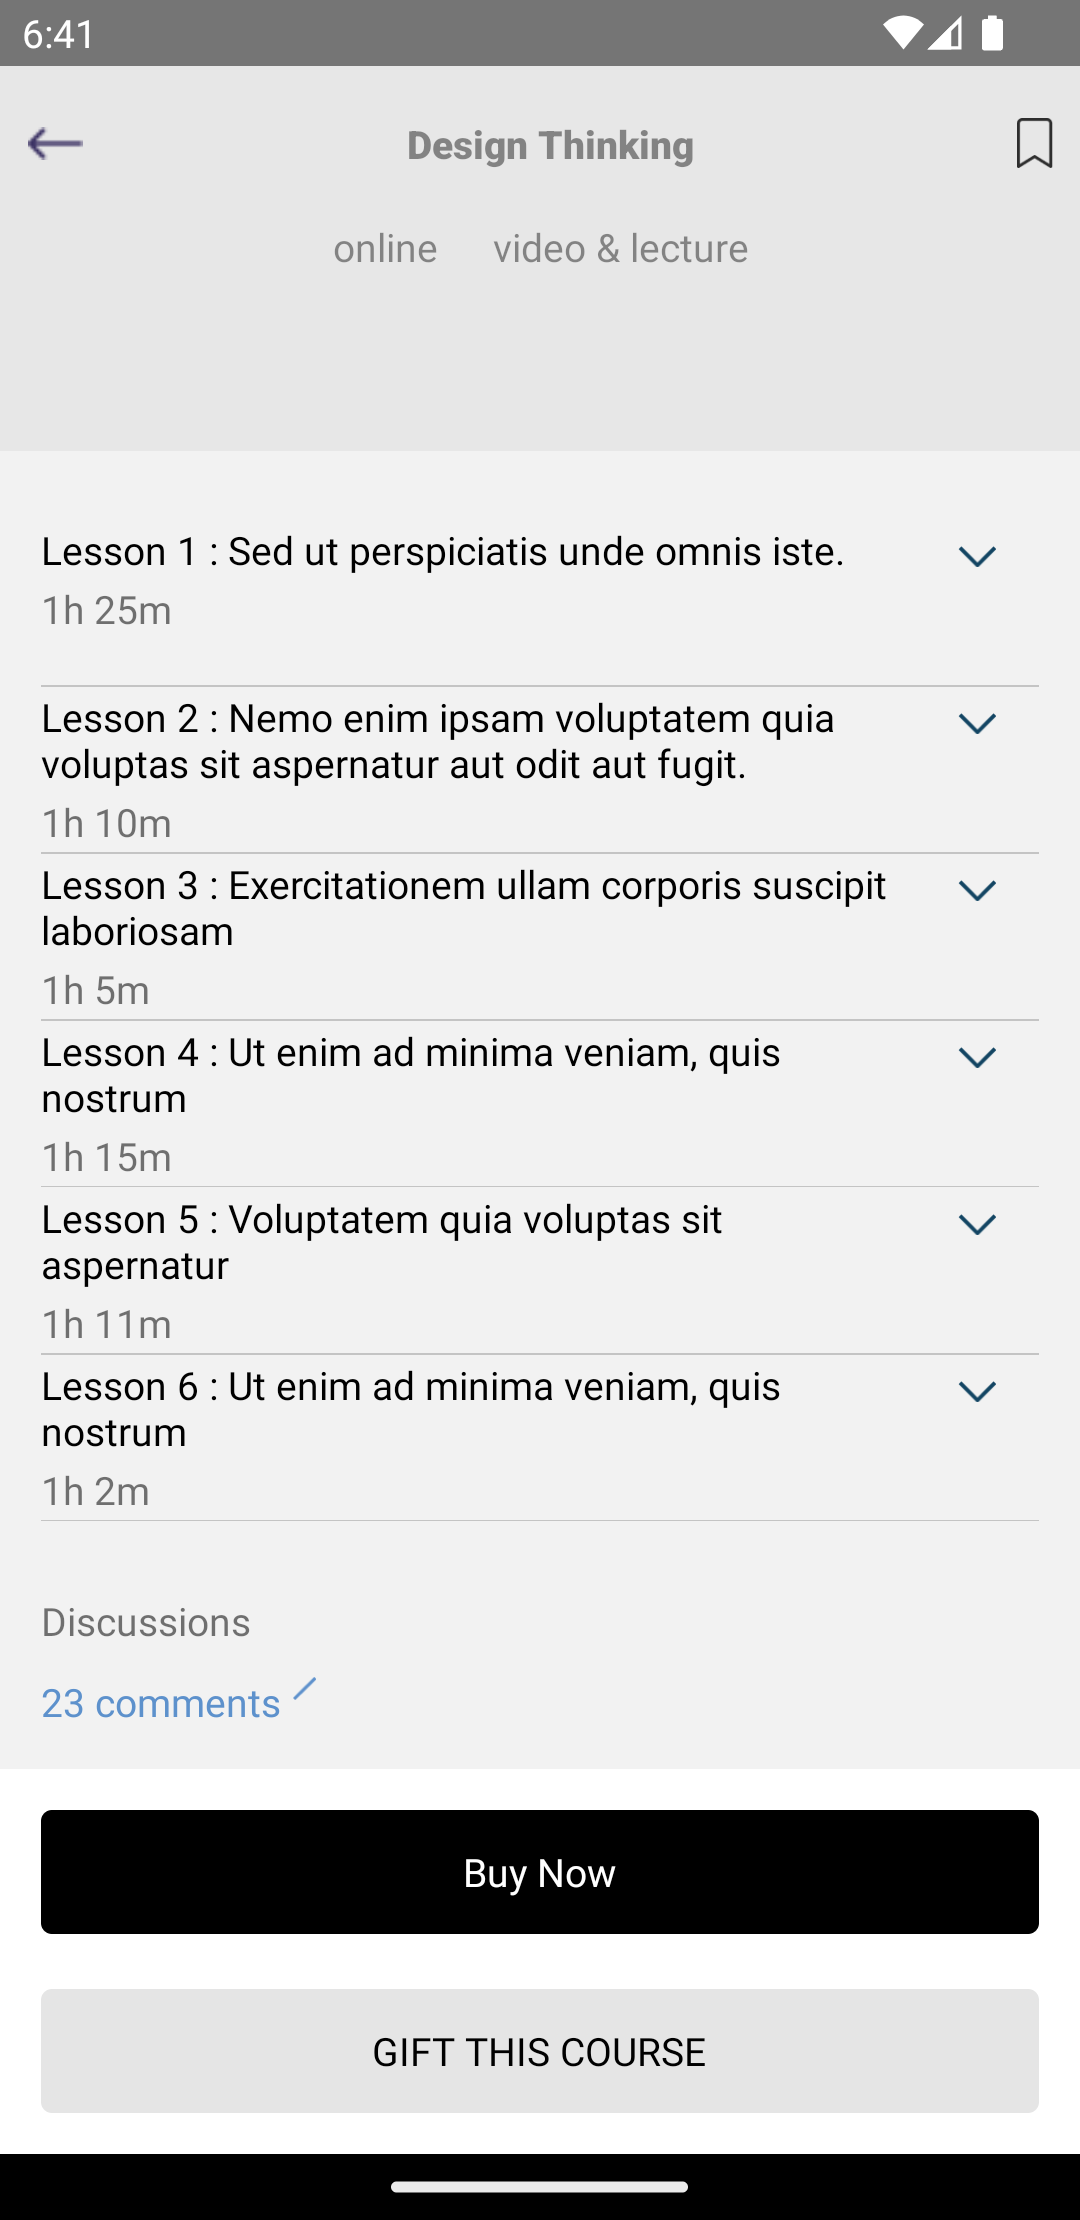 6:41
Design Thinking
online video & lecture
Lesson 1 : Sed ut perspiciatis unde omnis iste.
1h 25m
Lesson 2 : Nemo enim ipsam voluptatem quia
voluptas sit aspernatur aut odit aut fugit.
1h 10m
Lesson 3 : Exercitationem ullam corporis suscipit
laboriosam
1h 5m
Lesson 4 : Ut enim ad minima veniam, quis
nostrum
1h 15m
Lesson 5 : Voluptatem quia voluptas sit
aspernatur
1h 11m
Lesson 6 : Ut enim ad minima veniam, quis
nostrum
1h 2m
Discussions
23 comments
Buy Now
GIFT THIS COURSE